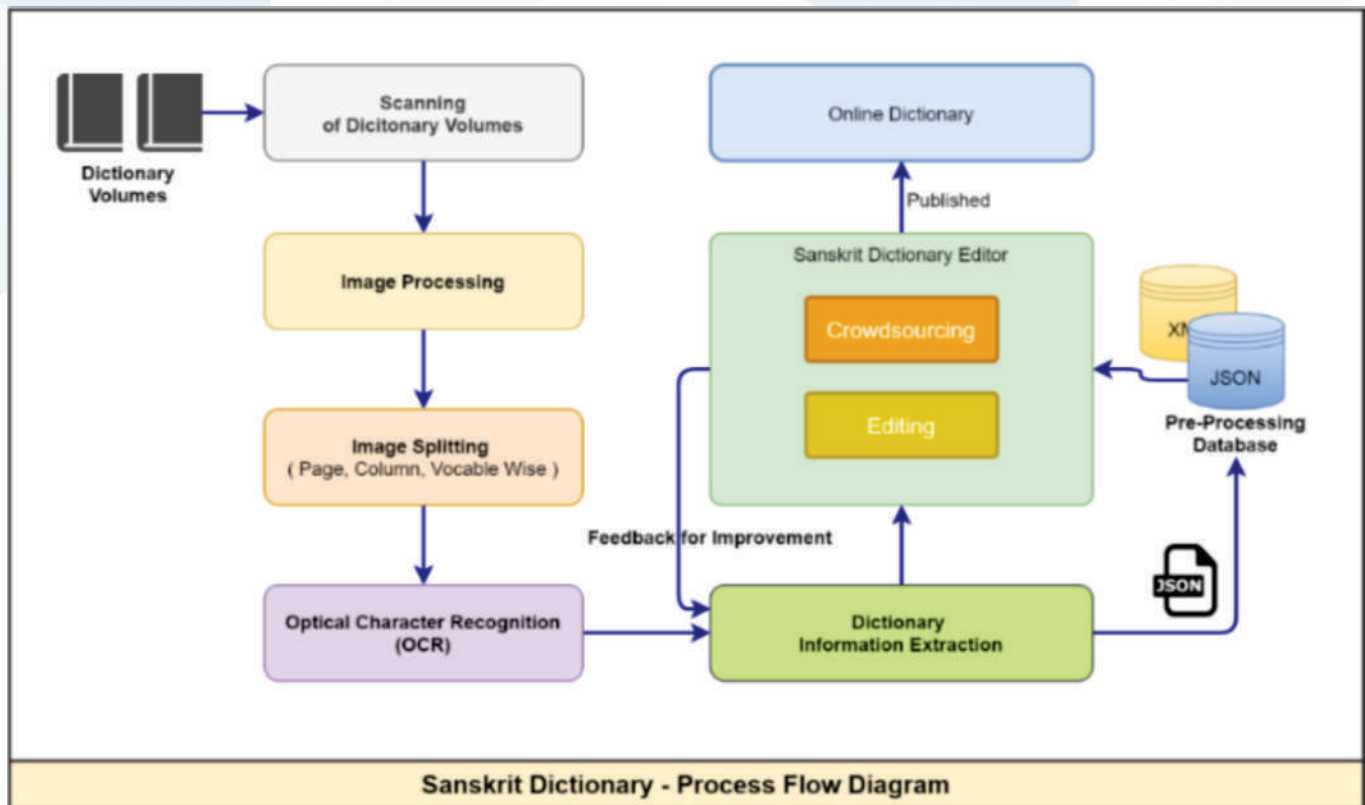 Dictionary
Volumes
Scanning
of Dicitonary Volumes
Image Processing
Image Splitting
( Page, Column, Vocable Wise )
Optical Character Recognition
(OCR)
Online Dictionary
Published
Sanskrit Dictionary Editor
Crowdsourcing
Editing
Feedback for Improvement
Dictionary
Information Extraction
JSON
JSON
Pre-Processing
Database
Sanskrit Dictionary - Process Flow Diagram